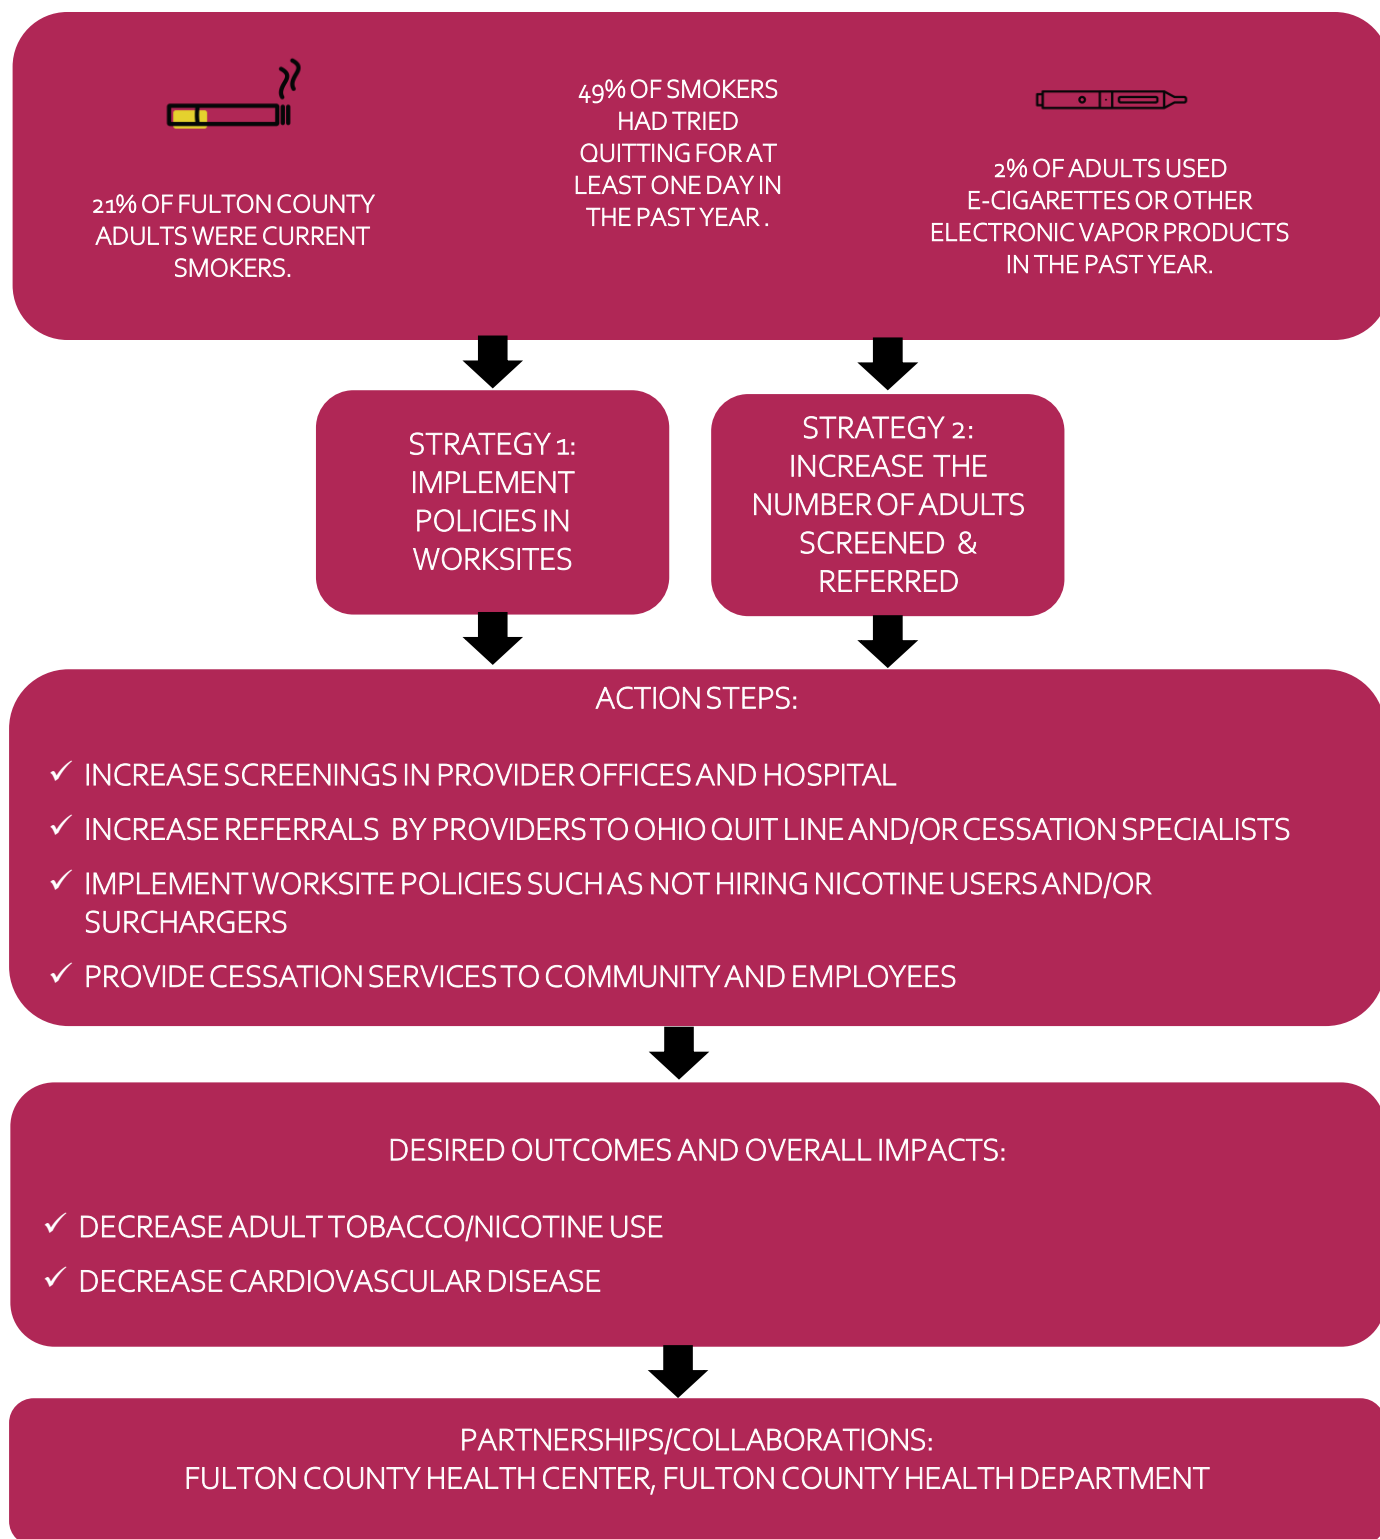 21% OF FULTON COUNTY
ADULTS WERE CURRENT
SMOKERS.
49% OF SMOKERS
HAD TRIED
QUITTING FOR AT
LEAST ONE DAY IN
THE PAST YEAR .
2% OF ADULTS USED
E-CIGARETTES OR OTHER
ELECTRONIC VAPOR PRODUCTS
IN THE PAST YEAR.
STRATEGY 1:
IMPLEMENT
POLICIES IN
WORKSITES
STRATEGY 2:
INCREASE THE
NUMBER OF ADULTS
SCREENED &
REFERRED
ACTION STEPS:
✓ INCREASE SCREENINGS IN PROVIDER OFFICES AND HOSPITAL
✓ INCREASE REFERRALS BY PROVIDERS TO OHIO QUIT LINE AND/OR CESSATION SPECIALISTS
✓ IMPLEMENT WORKSITE POLICIES SUCH AS NOT HIRING NICOTINE USERS AND/OR
SURCHARGERS
✓ PROVIDE CESSATION SERVICES TO COMMUNITY AND EMPLOYEES
DESIRED OUTCOMES AND OVERALL IMPACTS:
✓ DECREASE ADULT TOBACCO/NICOTINE USE
✓ DECREASE CARDIOVASCULAR DISEASE
PARTNERSHIPS/COLLABORATIONS:
FULTON COUNTY HEALTH CENTER, FULTON COUNTY HEALTH DEPARTMENT